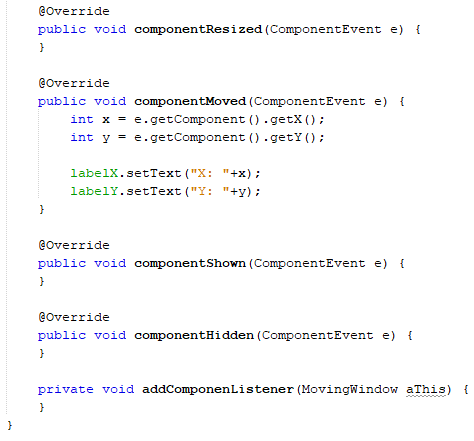 @Override
public void componentResized(ComponentEvent e) {
}
@Override
public void componentMoved(ComponentEvent e) {
int x = e.getComponent().getX();
int y = e.getComponent().getY();
labelX.setText("X: "+x);
labelY.setText("Y: "+y);
}
@Override
public void componentShown(ComponentEvent e) {
}
@Override
public void componentHidden(ComponentEvent e) {
}
private void addComponenListener(MovingWindow aThis) {
}
}